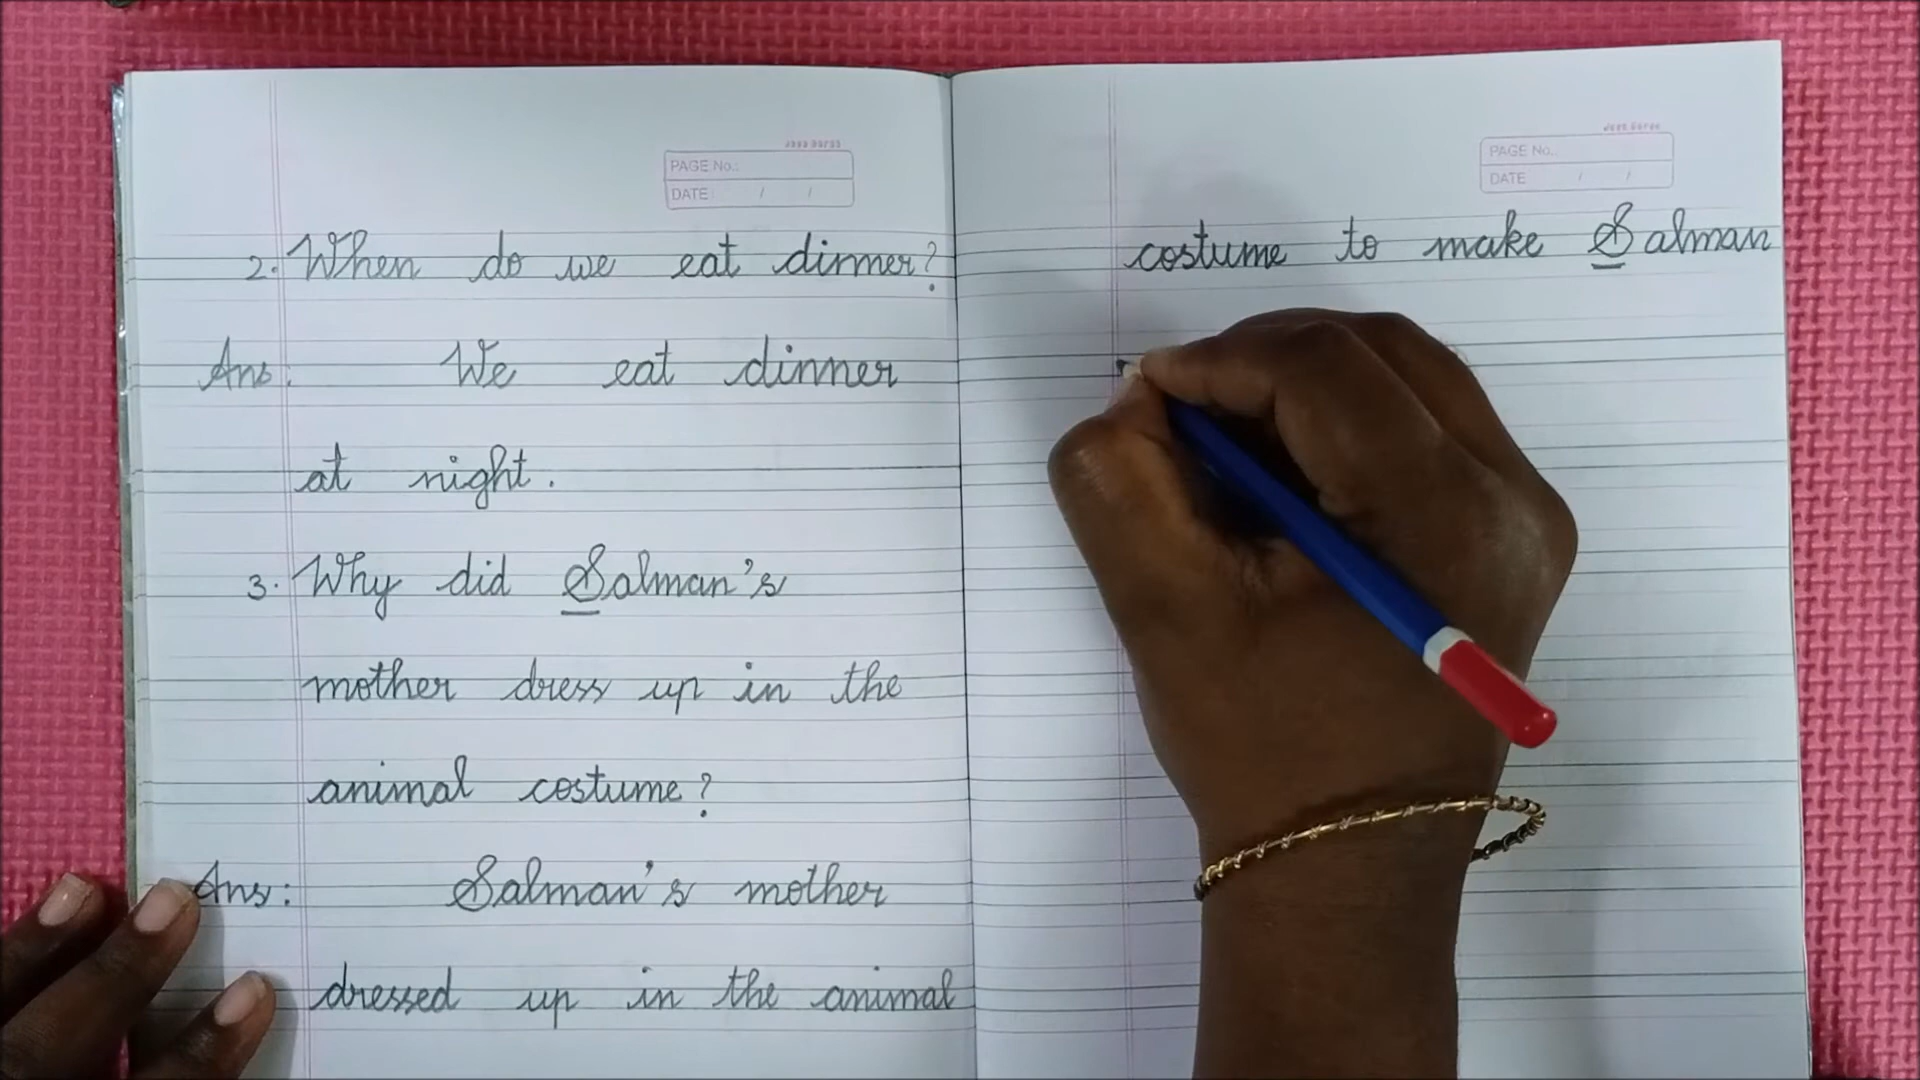 PAGE No.:
DATE: / /
2. When do we eat dinner?
Ans: We eat dinner
at night.
3. Why did Salman's
mother dress up in the
animal costume?
Ans: Salman's mother
dressed up in the animal
PAGE No.:
DATE / /
costume to make Salman